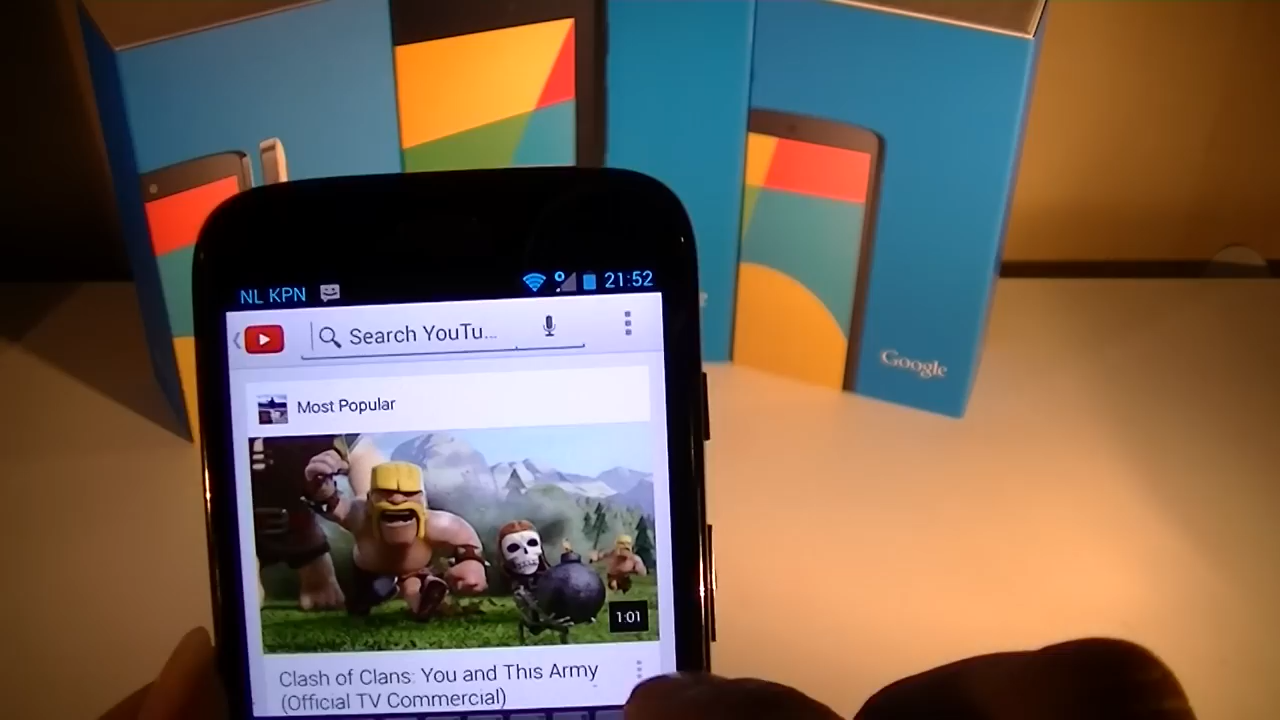 NL KPN 21:52
Search YouTu...
Most Popular
1:01
Clash of Clans: You and This Army
(Official TV Commercial)
Google